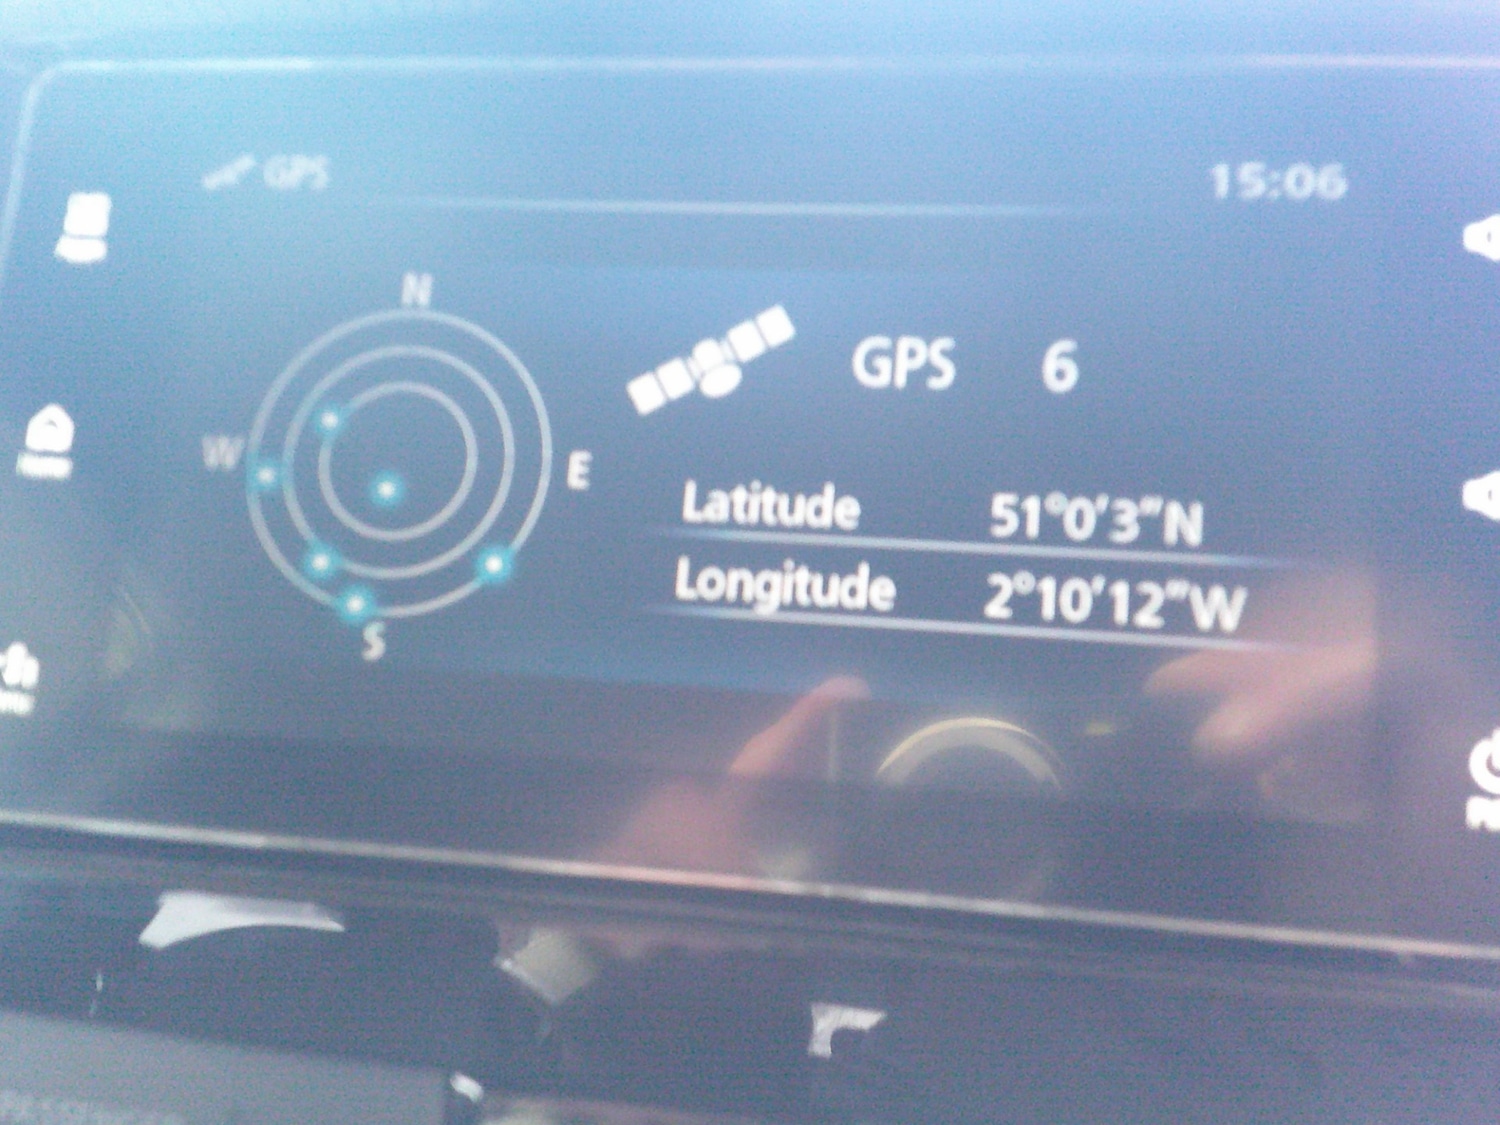 GPS
15:06
N
W
E
S
GPS 6
Latitude 51°0'3"N
Longitude 2°10'12"W